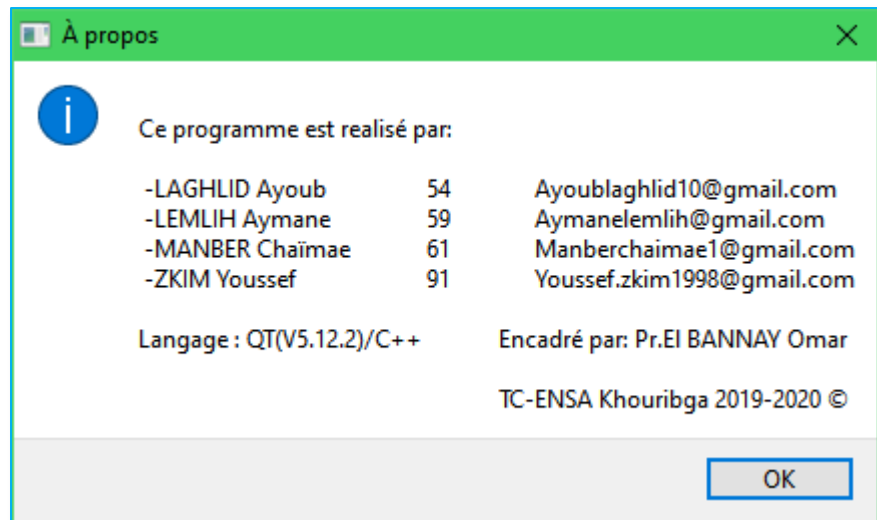 À propos
Ce programme est realisé par:
-LAGHLID Ayoub 54 Ayoublaghlid10@gmail.com
-LEMLIH Aymane 59 Aymanelemlih@gmail.com
-MANBER Chaïmae 61 Manberchaimae1@gmail.com
-ZKIM Youssef 91 Youssef.zkim1998@gmail.com
Langage : QT(V5.12.2)/C++ Encadré par: Pr.El BANNAY Omar
TC-ENSA Khouribga 2019-2020 ©
OK